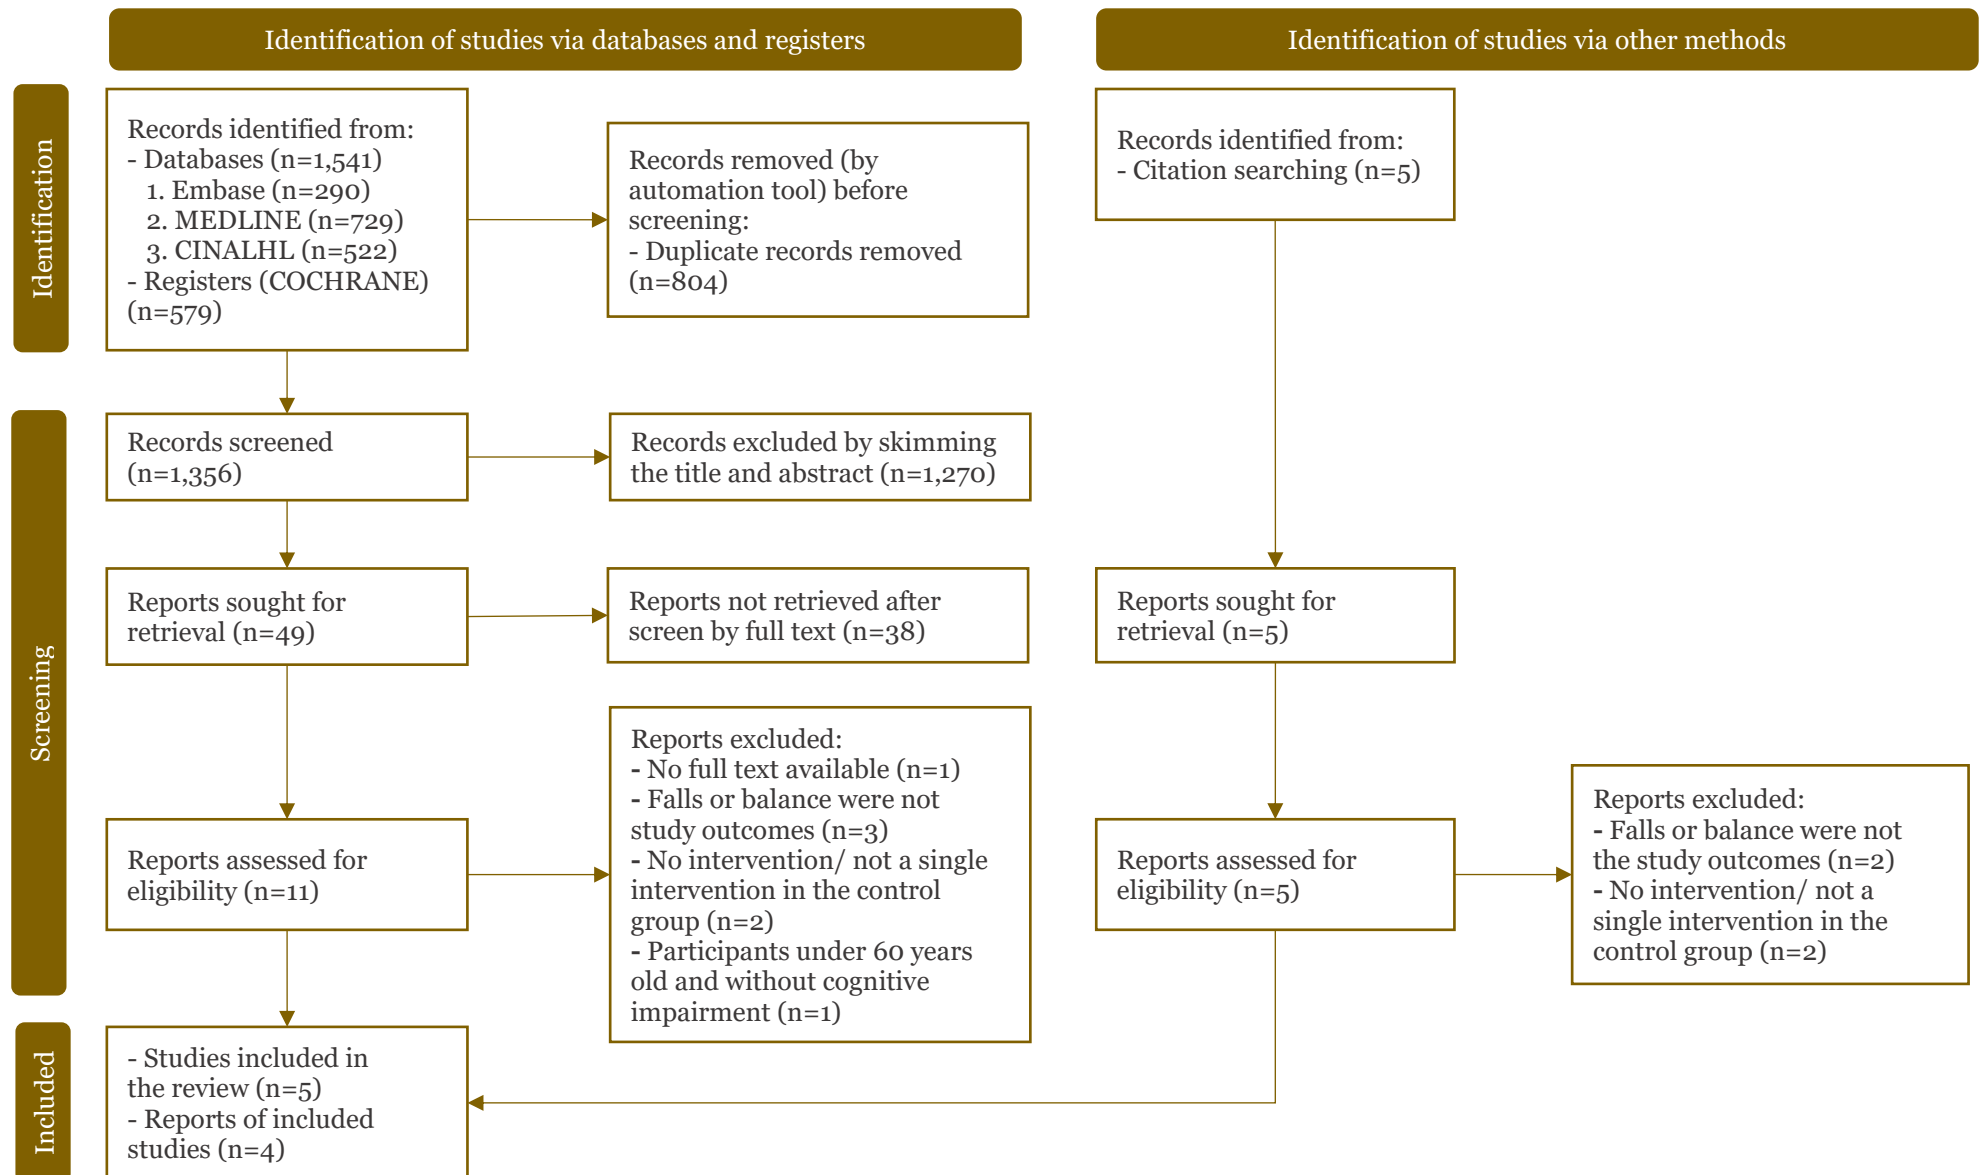 Identification of studies via databases and registers
Identification of studies via other methods
Identification
Records identified from:
- Databases (n=1,541)
1. Embase (n=290)
2. MEDLINE (n=729)
3. CINALHL (n=522)
- Registers (COCHRANE)
(n=579)
Records removed (by
automation tool) before
screening:
- Duplicate records removed
(n=804)
Records identified from:
- Citation searching (n=5)
Screening
Records screened
(n=1,356)
Records excluded by skimming
the title and abstract (n=1,270)
Reports sought for
retrieval (n=49)
Reports not retrieved after
screen by full text (n=38)
Reports sought for
retrieval (n=5)
Reports assessed for
eligibility (n=11)
Reports excluded:
- No full text available (n=1)
- Falls or balance were not
study outcomes (n=3)
- No intervention/ not a single
intervention in the control
group (n=2)
- Participants under 60 years
old and without cognitive
impairment (n=1)
Reports assessed for
eligibility (n=5)
Reports excluded:
- Falls or balance were not
the study outcomes (n=2)
- No intervention/ not a
single intervention in the
control group (n=2)
Included
- Studies included in
the review (n=5)
- Reports of included
studies (n=4)